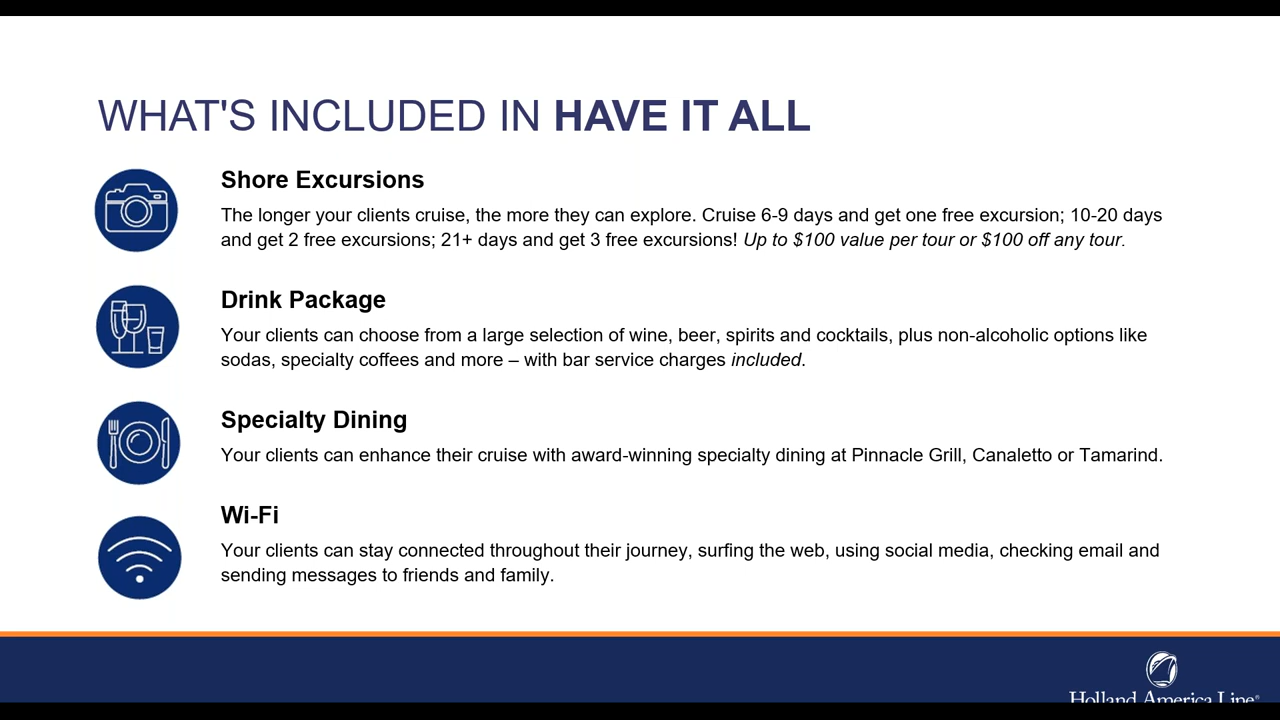 WHAT'S INCLUDED IN HAVE IT ALL
Shore Excursions
The longer your clients cruise, the more they can explore. Cruise 6-9 days and get one free excursion; 10-20 days
and get 2 free excursions; 21+ days and get 3 free excursions! Up to $100 value per tour or $100 off any tour.
Drink Package
Your clients can choose from a large selection of wine, beer, spirits and cocktails, plus non-alcoholic options like
sodas, specialty coffees and more – with bar service charges included.
Specialty Dining
Your clients can enhance their cruise with award-winning specialty dining at Pinnacle Grill, Canaletto or Tamarind.
Wi-Fi
Your clients can stay connected throughout their journey, surfing the web, using social media, checking email and
sending messages to friends and family.
Holland America Line®